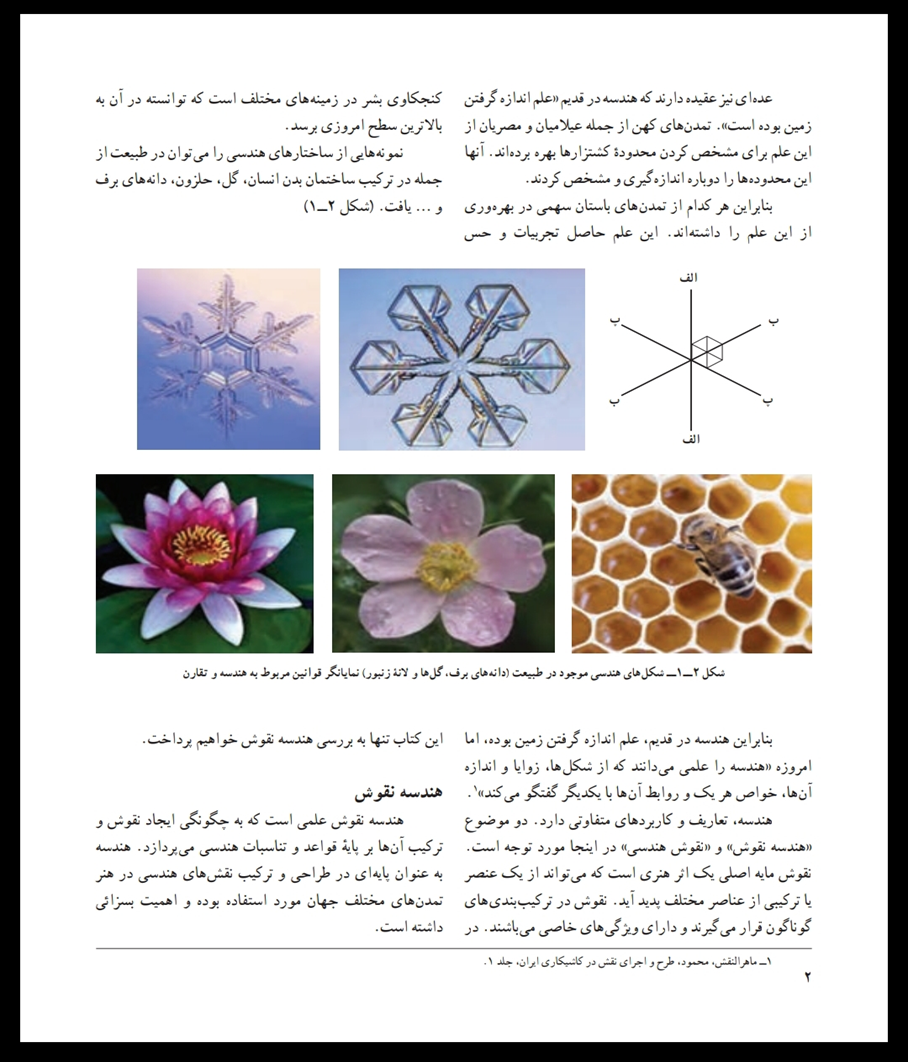 عده‌ای نیز عقیده دارند که هندسه در قدیم «علم اندازه گرفتن
زمین بوده است». تمدن‌های کهن از جمله عیلامیان و مصریان از
این علم برای مشخص کردن محدودهٔ کشتزارها بهره برده‌اند. آنها
این محدوده‌ها را دوباره اندازه‌گیری و مشخص کردند.
بنابراین هر کدام از تمدن‌های باستان سهمی در بهره‌وری
از این علم را داشته‌اند. این علم حاصل تجربیات و حس
کنجکاوی بشر در زمینه‌های مختلف است که توانسته در آن به
بالاترین سطح امروزی برسد.
نمونه‌هایی از ساختارهای هندسی را می‌توان در طبیعت از
جمله در ترکیب ساختمان بدن انسان، گل، حلزون، دانه‌های برف
و ... یافت. (شکل ۲ــ۱)
الف
ب
ب
ب
ب
الف
شکل ۲ــ۱ــ شکل‌های هندسی موجود در طبیعت (دانه‌های برف، گل‌ها و لانهٔ زنبور) نمایانگر قوانین مربوط به هندسه و تقارن
بنابراین هندسه در قدیم، علم اندازه گرفتن زمین بوده، اما
امروزه «هندسه را علمی می‌دانند که از شکل‌ها، زوایا و اندازه
آن‌ها، خواص هر یک و روابط آن‌ها با یکدیگر گفتگو می‌کند»۱.
هندسه، تعاریف و کاربردهای متفاوتی دارد. دو موضوع
«هندسه نقوش» و «نقوش هندسی» در اینجا مورد توجه است.
نقوش مایه اصلی یک اثر هنری است که می‌تواند از یک عنصر
یا ترکیبی از عناصر مختلف پدید آید. نقوش در ترکیب‌بندی‌های
گوناگون قرار می‌گیرند و دارای ویژگی‌های خاصی می‌باشند. در
این کتاب تنها به بررسی هندسه نقوش خواهیم پرداخت.
هندسه نقوش
هندسه نقوش علمی است که به چگونگی ایجاد نقوش و
ترکیب آن‌ها بر پایهٔ قواعد و تناسبات هندسی می‌پردازد. هندسه
به عنوان پایه‌ای در طراحی و ترکیب نقش‌های هندسی در هنر
تمدن‌های مختلف جهان مورد استفاده بوده و اهمیت بسزائی
داشته است.
۱ــ ماهرالنقش، محمود، طرح و اجرای نقش در کاشیکاری ایران، جلد ۱.
۲